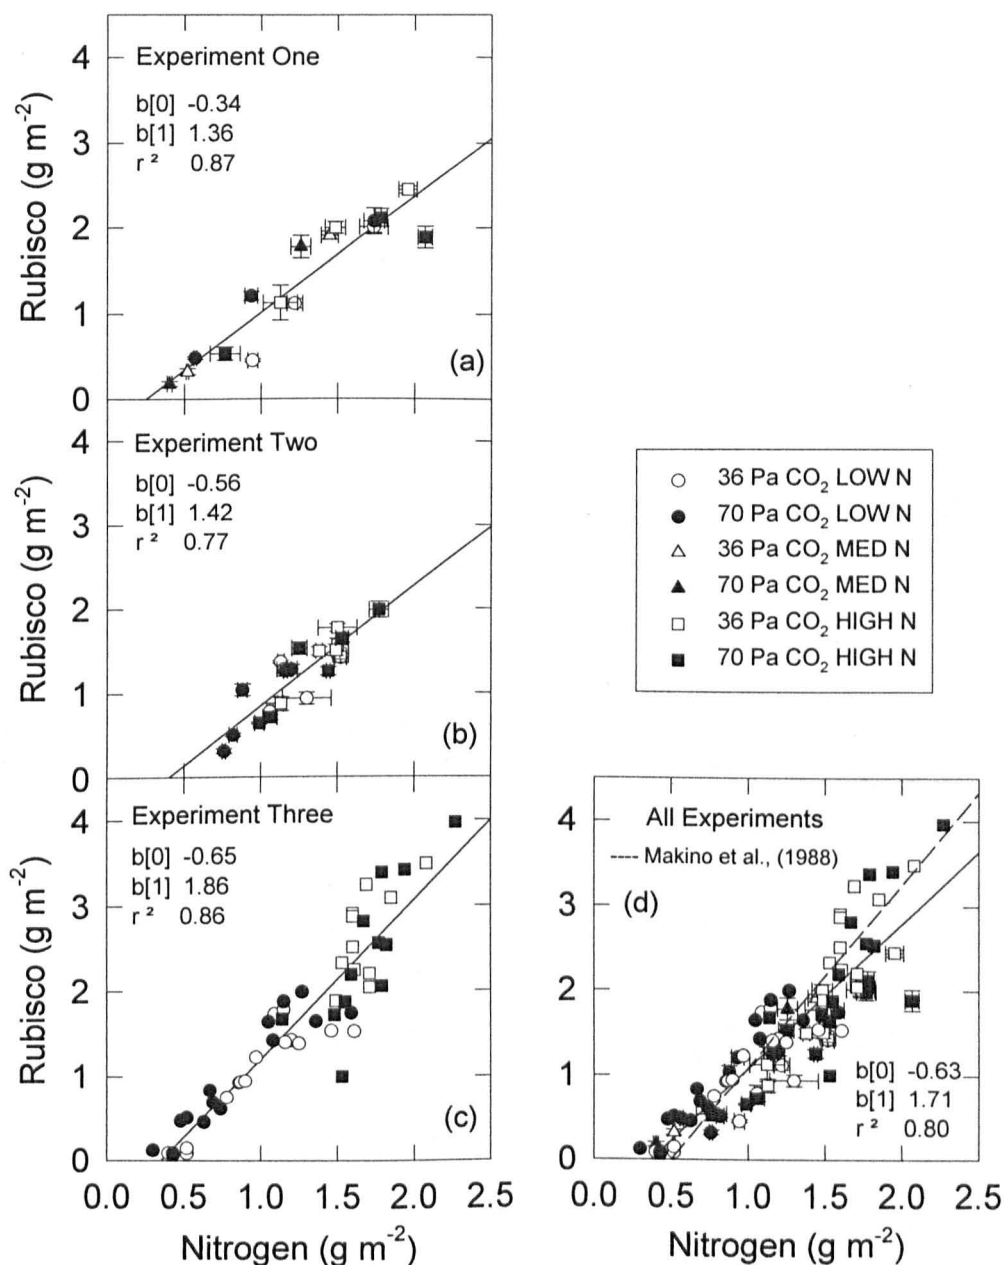 4
3
2
1
0
Rubisco (g m⁻²)
Experiment One
b[0] -0.34
b[1] 1.36
r² 0.87
(a)
4
3
2
1
0
Rubisco (g m⁻²)
Experiment Two
b[0] -0.56
b[1] 1.42
r² 0.77
(b)
36 Pa CO₂ LOW N
70 Pa CO₂ LOW N
36 Pa CO₂ MED N
70 Pa CO₂ MED N
36 Pa CO₂ HIGH N
70 Pa CO₂ HIGH N
4
3
2
1
0
Rubisco (g m⁻²)
Experiment Three
b[0] -0.65
b[1] 1.86
r² 0.86
(c)
0.0 0.5 1.0 1.5 2.0 2.5
Nitrogen (g m⁻²)
4
3
2
1
0
All Experiments
Makino et al., (1988)
(d)
b[0] -0.63
b[1] 1.71
r² 0.80
0.0 0.5 1.0 1.5 2.0 2.5
Nitrogen (g m⁻²)